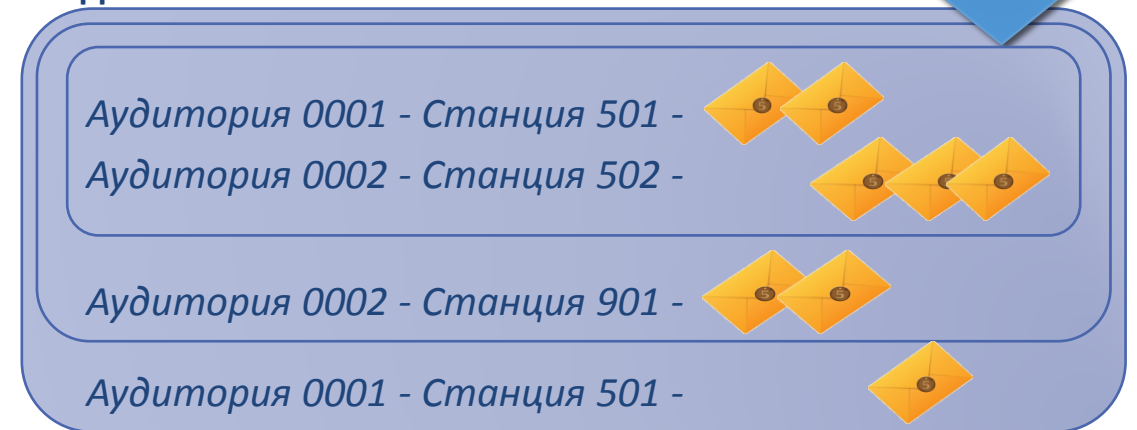 Аудитория 0001 - Станция 501 -
Аудитория 0002 - Станция 502 -
Аудитория 0002 - Станция 901 -
Аудитория 0001 - Станция 501 -